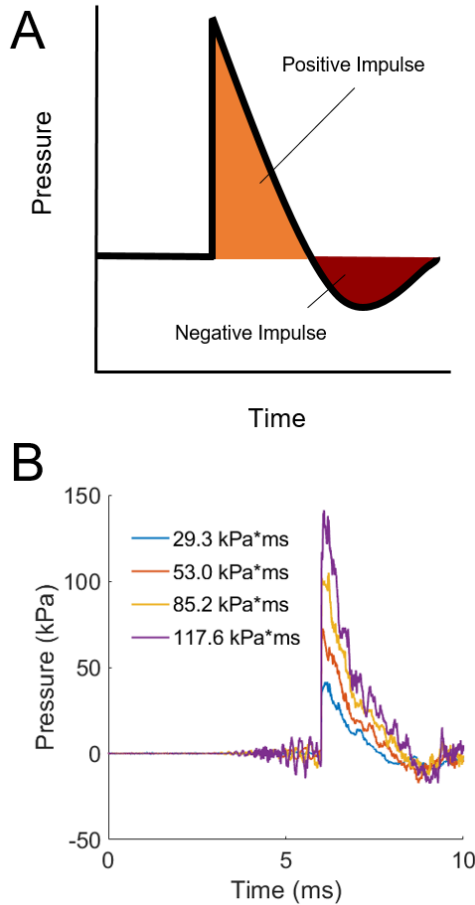 A
Positive Impulse
Pressure
Negative Impulse
Time
B
150
29.3 kPa*ms
53.0 kPa*ms
100
85.2 kPa*ms
117.6 kPa*ms
Pressure (kPa)
50
0
-50
0
5
10
Time (ms)